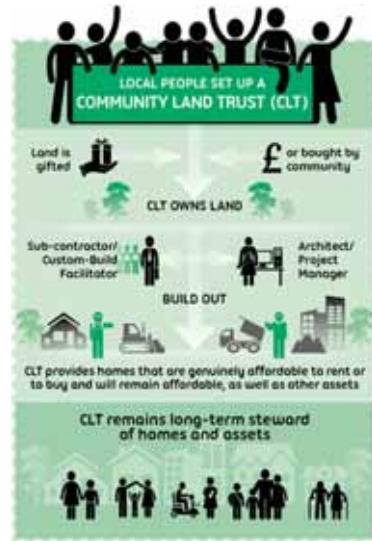 LOCAL PEOPLE SET UP A
COMMUNITY LAND TRUST (CLT)
Land is
gifted
£
or bought by
community
CLT OWNS LAND
Sub-contractor/
Custom-Build
Facilitator
Architect/
Project
Manager
BUILD OUT
CLT provides homes that are genuinely affordable to rent or
to buy and will remain affordable, as well as other assets
CLT remains long-term steward
of homes and assets